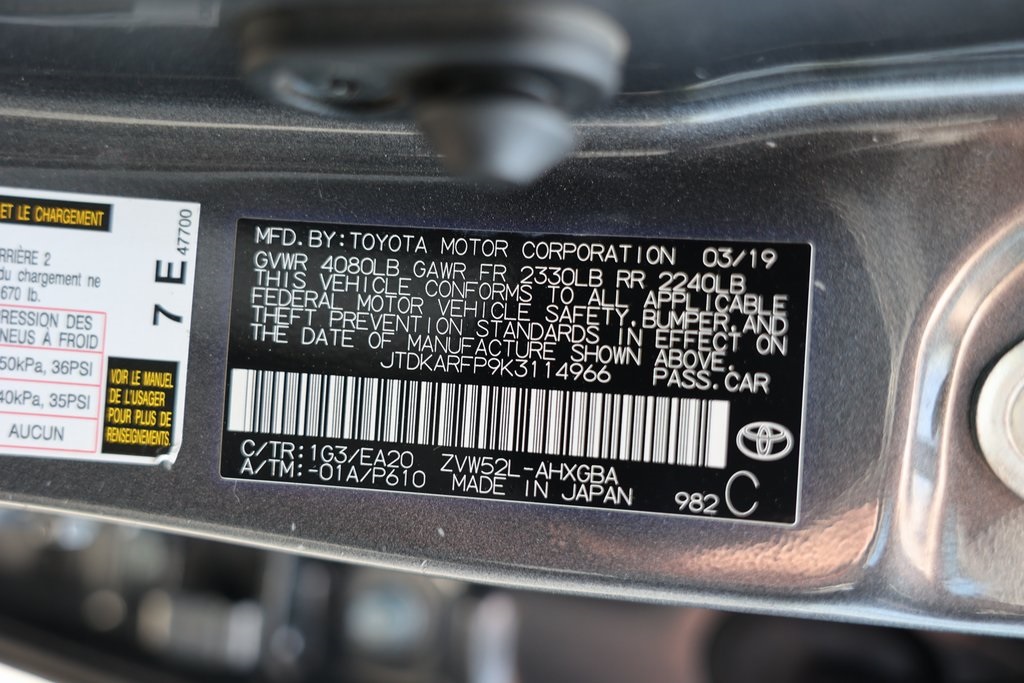 ET LE CHARGEMENT
RRIÈRE 2
du chargement ne
670 lb.
RESSION DES
NEUS À FROID
50kPa, 36PSI
40kPa, 35PSI
AUCUN
47700
7 E
VOIR LE MANUEL
DE L'USAGER
POUR PLUS DE
RENSEIGNEMENTS
MFD.BY:TOYOTA MOTOR CORPORATION 03/19
GVWR 4080LB GAWR FR 2330LB RR 2240LB
THIS VEHICLE CONFORMS TO ALL APPLICABLE
FEDERAL MOTOR VEHICLE SAFETY,BUMPER,AND
THEFT PREVENTION STANDARDS IN EFFECT ON
THE DATE OF MANUFACTURE SHOWN ABOVE.
JTDKARFP9K3114966 PASS.CAR
C/TR:1G3/EA20 ZVW52L-AHXGBA
A/TM:-01A/P610 MADE IN JAPAN 982 C